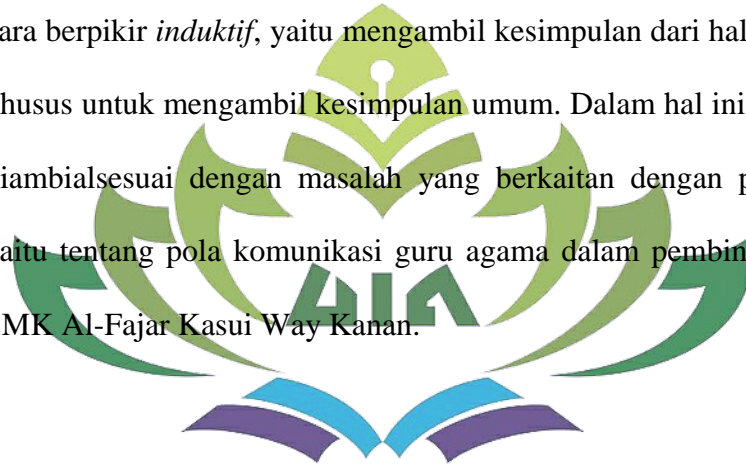 ara berpikir induktif, yaitu mengambil kesimpulan dari hal
husus untuk mengambil kesimpulan umum. Dalam hal ini
iambialsesuai dengan masalah yang berkaitan dengan p
aitu tentang pola komunikasi guru agama dalam pembin
UIN
MK Al-Fajar Kasui Way Kanan.